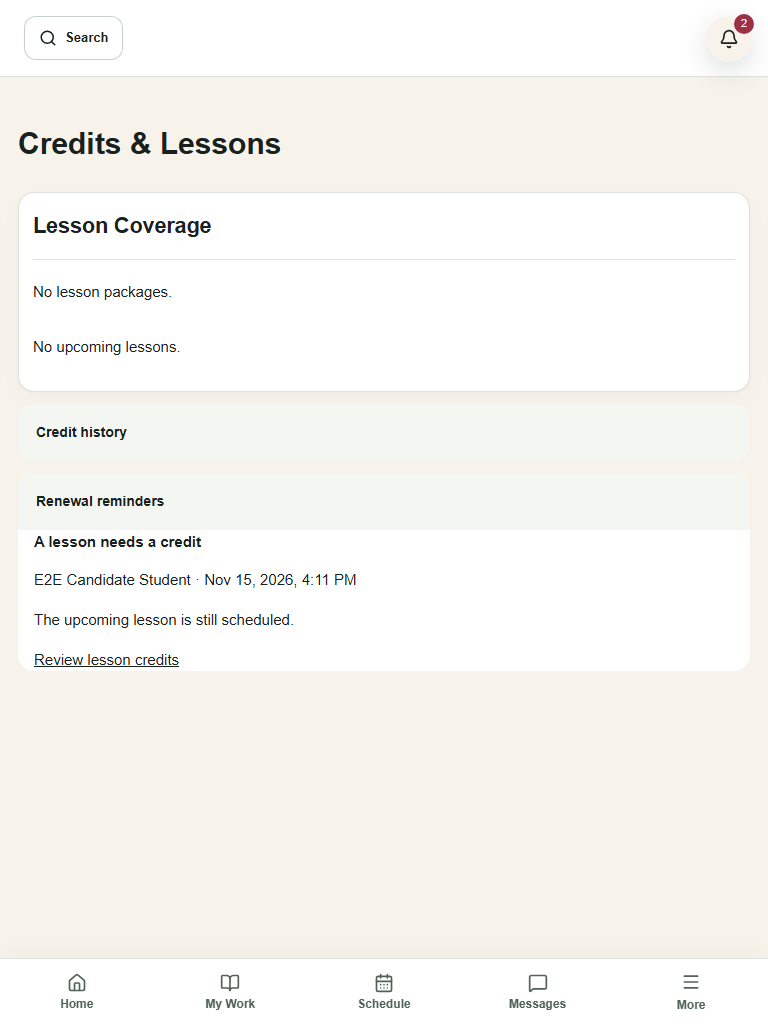 Search
2
Credits & Lessons
Lesson Coverage
No lesson packages.
No upcoming lessons.
Credit history
Renewal reminders
A lesson needs a credit
E2E Candidate Student · Nov 15, 2026, 4:11 PM
The upcoming lesson is still scheduled.
Review lesson credits
Home
My Work
Schedule
Messages
More